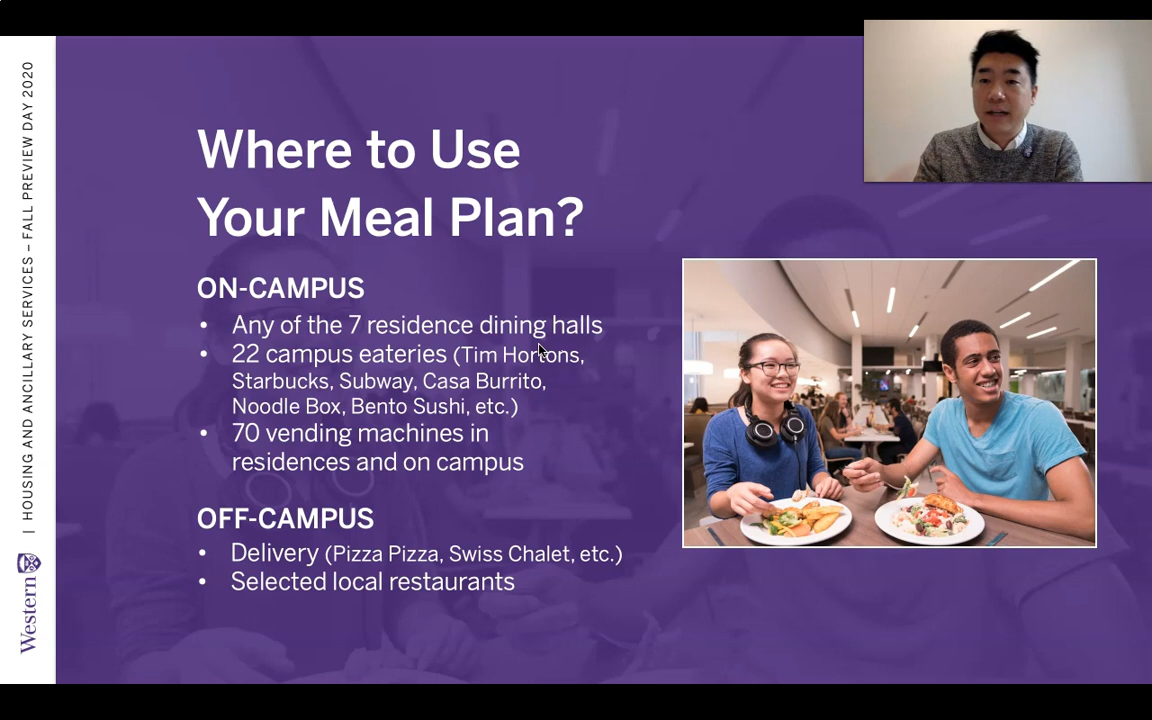 Where to Use
Your Meal Plan?
ON-CAMPUS
• Any of the 7 residence dining halls
• 22 campus eateries (Tim Hortons,
Starbucks, Subway, Casa Burrito,
Noodle Box, Bento Sushi, etc.)
• 70 vending machines in
residences and on campus
OFF-CAMPUS
• Delivery (Pizza Pizza, Swiss Chalet, etc.)
• Selected local restaurants
Western | HOUSING AND ANCILLARY SERVICES – FALL PREVIEW DAY 2020